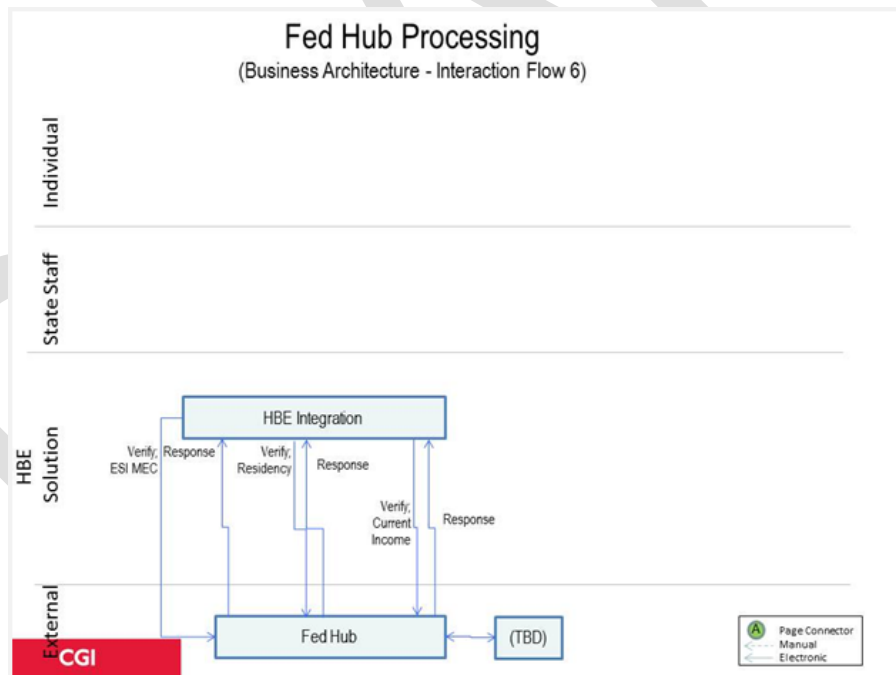 Fed Hub Processing
(Business Architecture - Interaction Flow 6)
Individual
State Staff
HBE
Solution
HBE Integration
Verify;
ESI MEC
Response
Verify;
Residency
Response
Verify;
Current
Income
Response
External
Fed Hub
(TBD)
CGI
A
Page Connector
Manual
Electronic